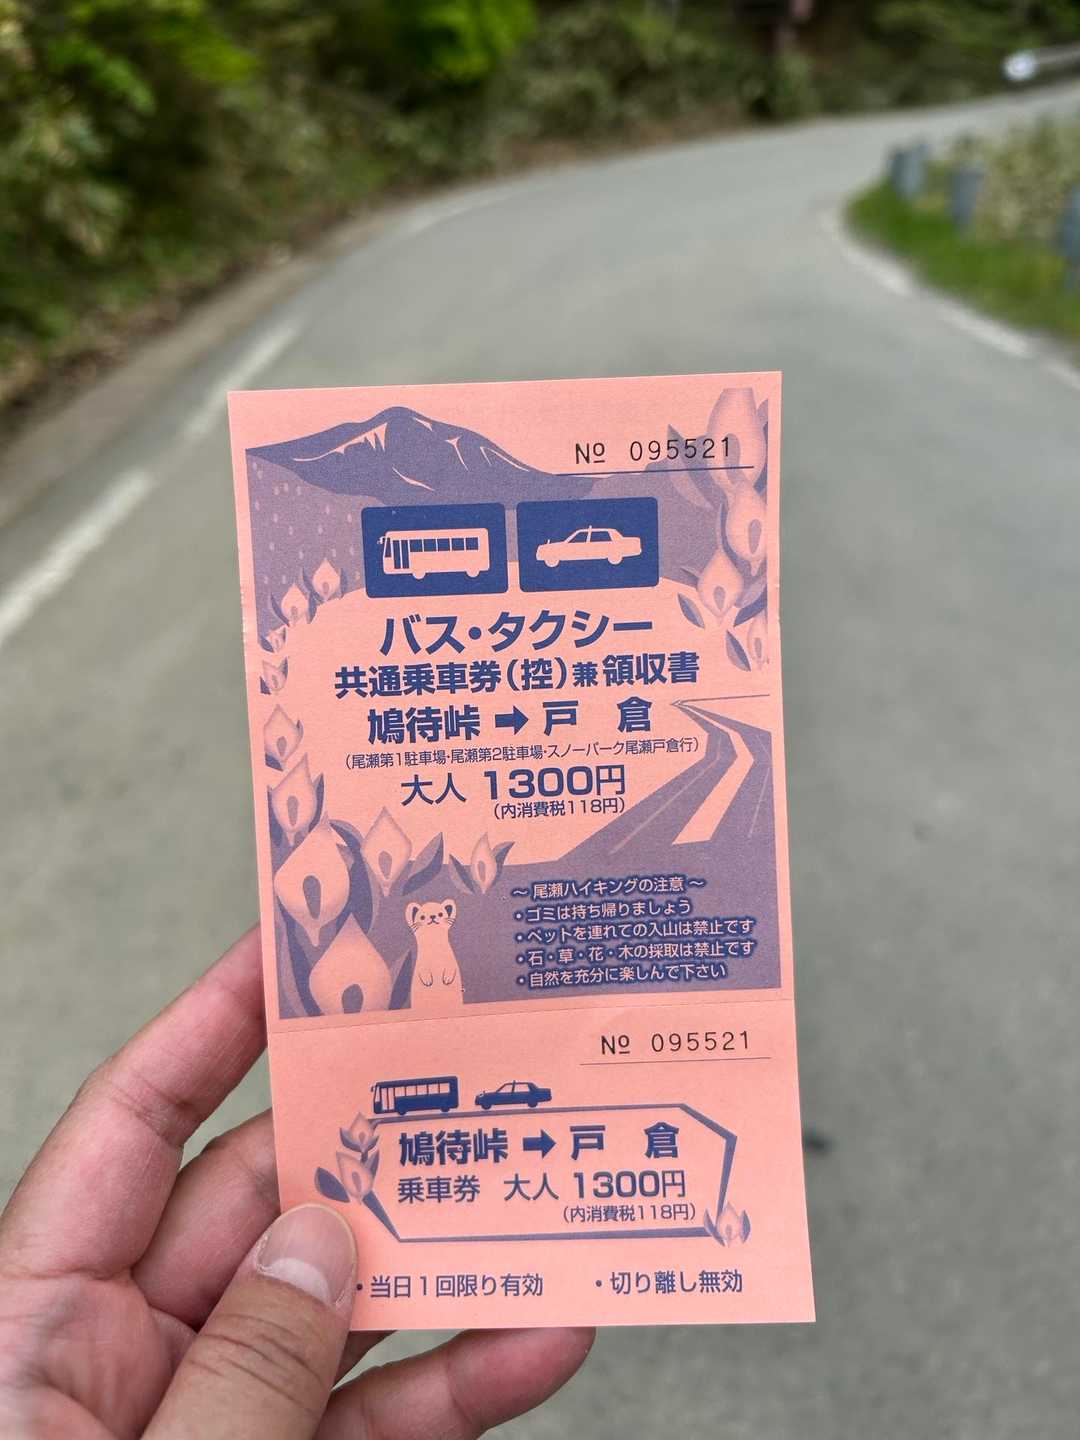 № 095521
バス・タクシー
共通乗車券(控)兼領収書
鳩待峠 ➡ 戸 倉
(尾瀬第1駐車場・尾瀬第2駐車場・スノーパーク尾瀬戸倉行)
大人 1300円
(内消費税118円)
～ 尾瀬ハイキングの注意 ～
・ゴミは持ち帰りましょう
・ペットを連れての入山は禁止です
・石・草・花・木の採取は禁止です
・自然を充分に楽しんで下さい
№ 095521
鳩待峠 ➡ 戸 倉
乗車券 大人 1300円
(内消費税118円)
・当日1回限り有効 ・切り離し無効